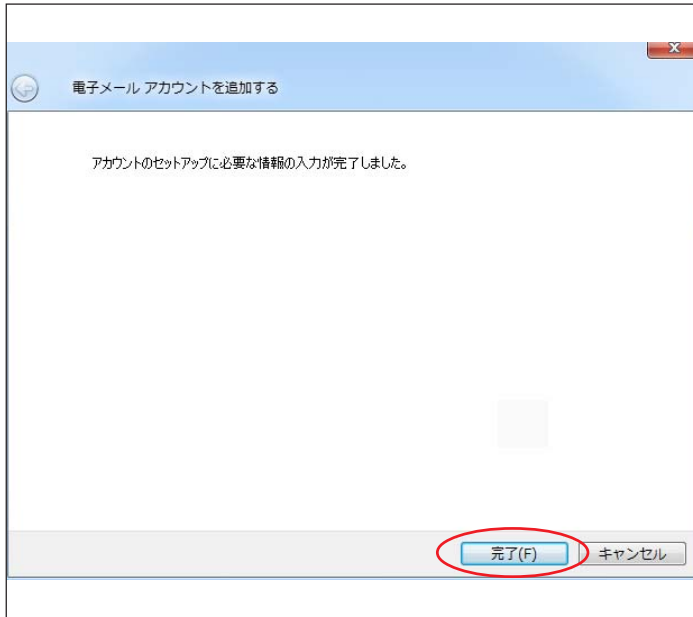 電子メール アカウントを追加する
アカウントのセットアップに必要な情報の入力が完了しました。
完了(F)
キャンセル